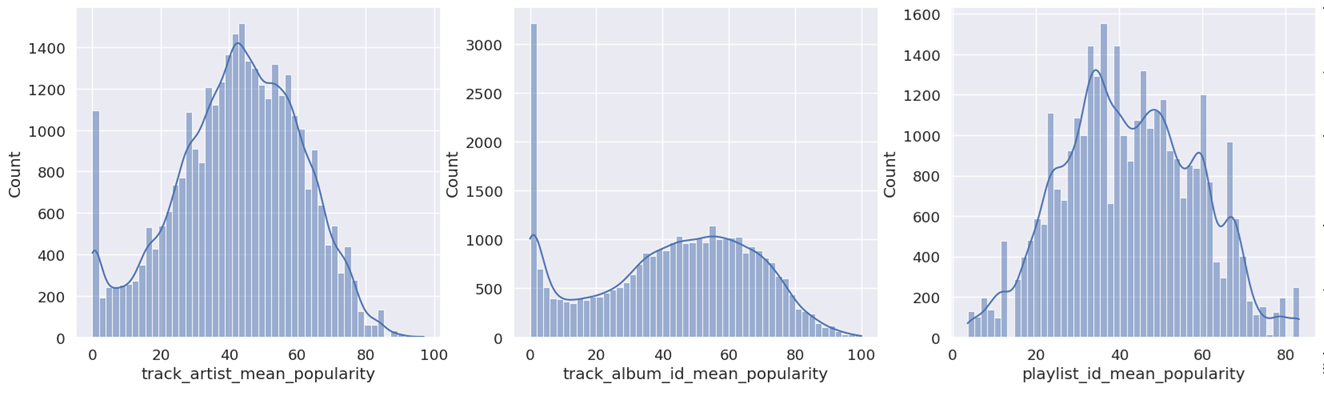 Count
1400
1200
1000
800
600
400
200
0
0 20 40 60 80 100
track_artist_mean_popularity
Count
3000
2500
2000
1500
1000
500
0
0 20 40 60 80 100
track_album_id_mean_popularity
Count
1600
1400
1200
1000
800
600
400
200
0
0 20 40 60 80
playlist_id_mean_popularity